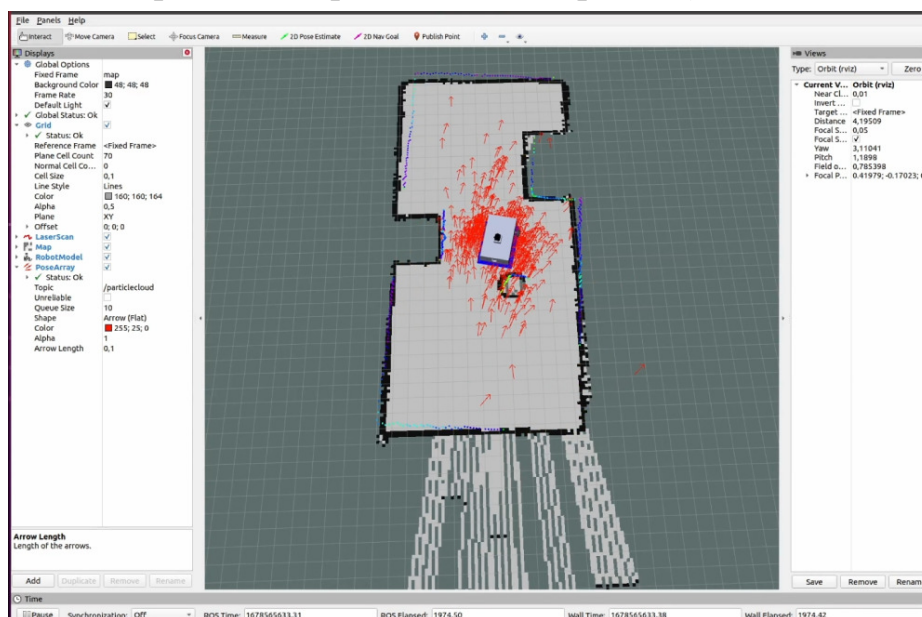 File Panels Help
Interact Move Camera Select Focus Camera Measure 2D Pose Estimate 2D Nav Goal Publish Point
Displays
Global Options
Fixed Frame map
Background Color 48; 48; 48
Frame Rate 30
Default Light
Global Status: Ok
Grid
Status: Ok
Reference Frame <Fixed Frame>
Plane Cell Count 70
Normal Cell Co... 0
Cell Size 0,1
Line Style Lines
Color 160; 160; 164
Alpha 0,5
Plane XY
Offset 0; 0; 0
LaserScan
Map
RobotModel
PoseArray
Status: Ok
Topic /particlecloud
Unreliable
Queue Size 10
Shape Arrow (Flat)
Color 255; 25; 0
Alpha 1
Arrow Length 0,1
Arrow Length
Length of the arrows.
Add Duplicate Remove Rename
Views
Type: Orbit (rviz) Zero
Current V... Orbit (rviz)
Near Cl... 0,01
Invert ...
Target ... <Fixed Frame>
Distance 4,19509
Focal S... 0,05
Focal S...
Yaw 3,11041
Pitch 1,1898
Field o... 0,785398
Focal P... 0.41979; -0.17023; 
Save Remove Renam
Time
Pause Synchronization: Off ROS Time: 1678565633.31 ROS Elapsed: 1974.50 Wall Time: 1678565633.38 Wall Elapsed: 1974.42